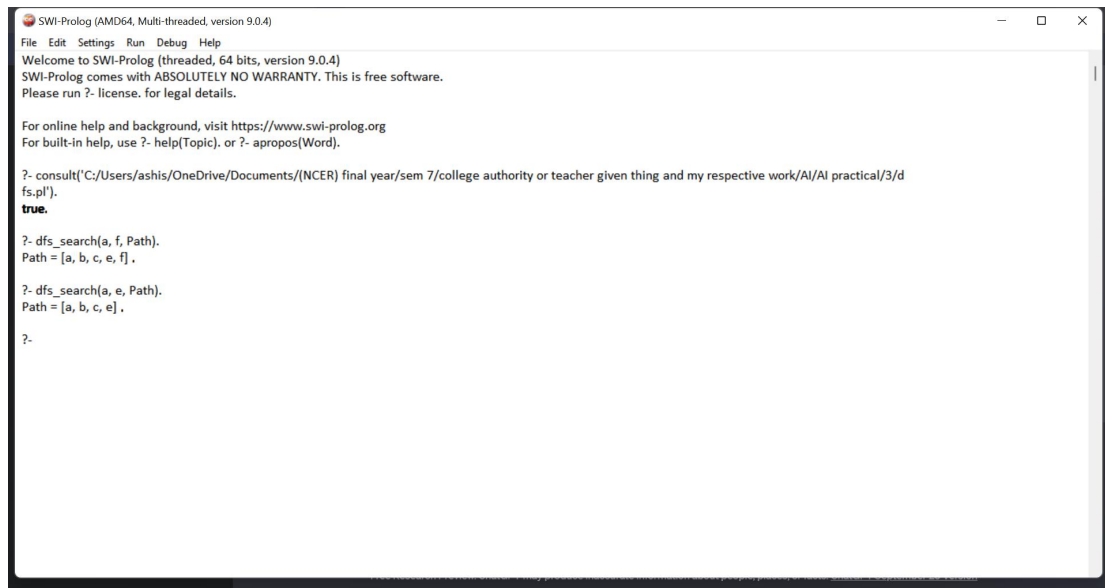 SWI-Prolog (AMD64, Multi-threaded, version 9.0.4)
File Edit Settings Run Debug Help
Welcome to SWI-Prolog (threaded, 64 bits, version 9.0.4)
SWI-Prolog comes with ABSOLUTELY NO WARRANTY. This is free software.
Please run ?- license. for legal details.
For online help and background, visit https://www.swi-prolog.org
For built-in help, use ?- help(Topic). or ?- apropos(Word).
?- consult('C:/Users/ashis/OneDrive/Documents/(NCER) final year/sem 7/college authority or teacher given thing and my respective work/AI/AI practical/3/d
fs.pl').
true.
?- dfs_search(a, f, Path).
Path = [a, b, c, e, f] .
?- dfs_search(a, e, Path).
Path = [a, b, c, e] .
?-